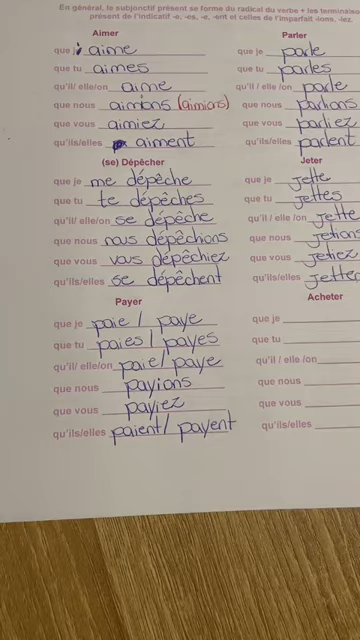 En général, le subjonctif présent se forme du radical du verbe + les terminaiso
présent de l'indicatif -e, -es, -e, -ent et celles de l'imparfait -ions, -iez.
Aimer
que j' aime
que tu aimes
qu'il/ elle/on aime
que nous aimions (aimions)
que vous aimiez
qu'ils/elles aiment
Parler
que je parle
que tu parles
qu'il / elle /on parle
que nous parlions
que vous parliez
qu'ils/elles parlent
(se) Dépêcher
que je me dépêche
que tu te dépêches
qu'il/ elle/on se dépêche
que nous nous dépêchions
que vous vous dépêchiez
qu'ils/elles se dépêchent
Jeter
que je jette
que tu jettes
qu'il / elle /on jette
que nous jetions
que vous jetiez
qu'ils/elles jetten
Payer
que je paie / paye
que tu paies / payes
qu'il/ elle/on paie/ paye
que nous payions
que vous payiez
qu'ils/elles paient/ payent
Acheter
que je
que tu
qu'il / elle /on
que nous
que vous
qu'ils/elles